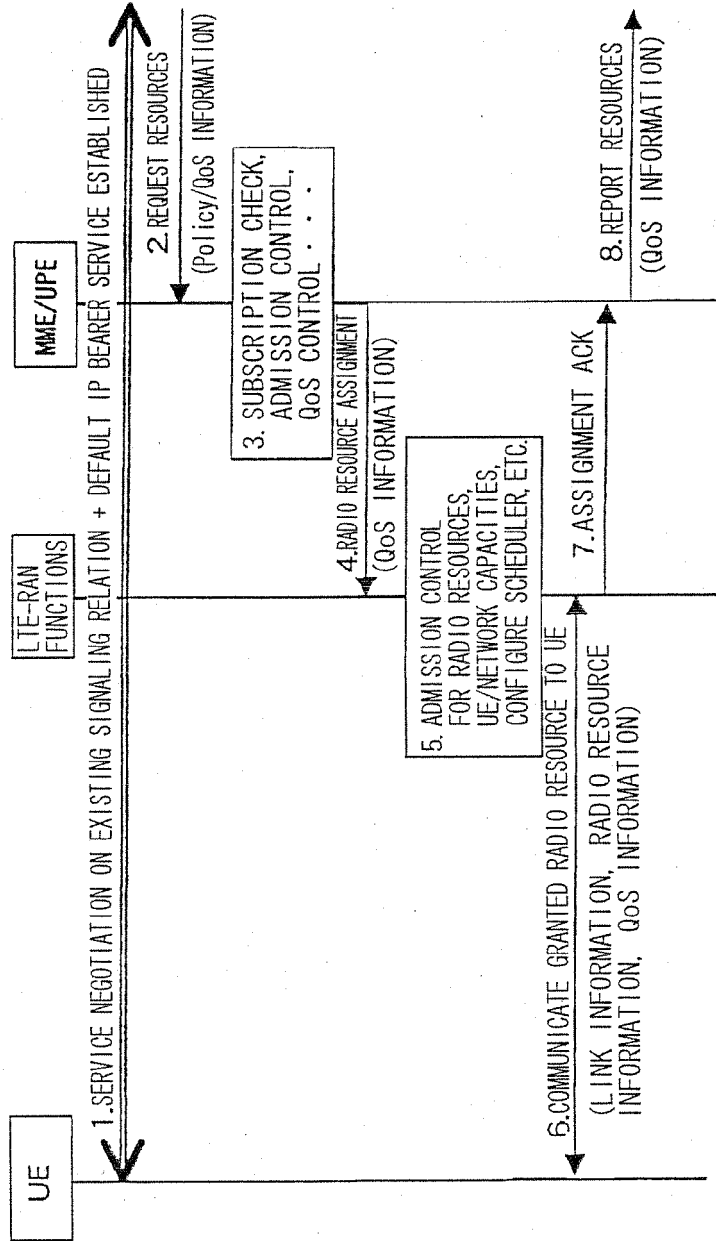 UE
LTE-RAN
FUNCTIONS
MME/UPE
1.SERVICE NEGOTIATION ON EXISTING SIGNALING RELATION + DEFAULT IP BEARER SERVICE ESTABLISHED
2.REQUEST RESOURCES
(Policy/QoS INFORMATION)
3. SUBSCRIPTION CHECK,
ADMISSION CONTROL,
QoS CONTROL ・・・・
4.RADIO RESOURCE ASSIGNMENT
(QoS INFORMATION)
5. ADMISSION CONTROL
FOR RADIO RESOURCES,
UE/NETWORK CAPACITIES,
CONFIGURE SCHEDULER, ETC.
6.COMMUNICATE GRANTED RADIO RESOURCE TO UE
(LINK INFORMATION, RADIO RESOURCE
INFORMATION, QoS INFORMATION)
7.ASSIGNMENT ACK
8.REPORT RESOURCES
(QoS INFORMATION)